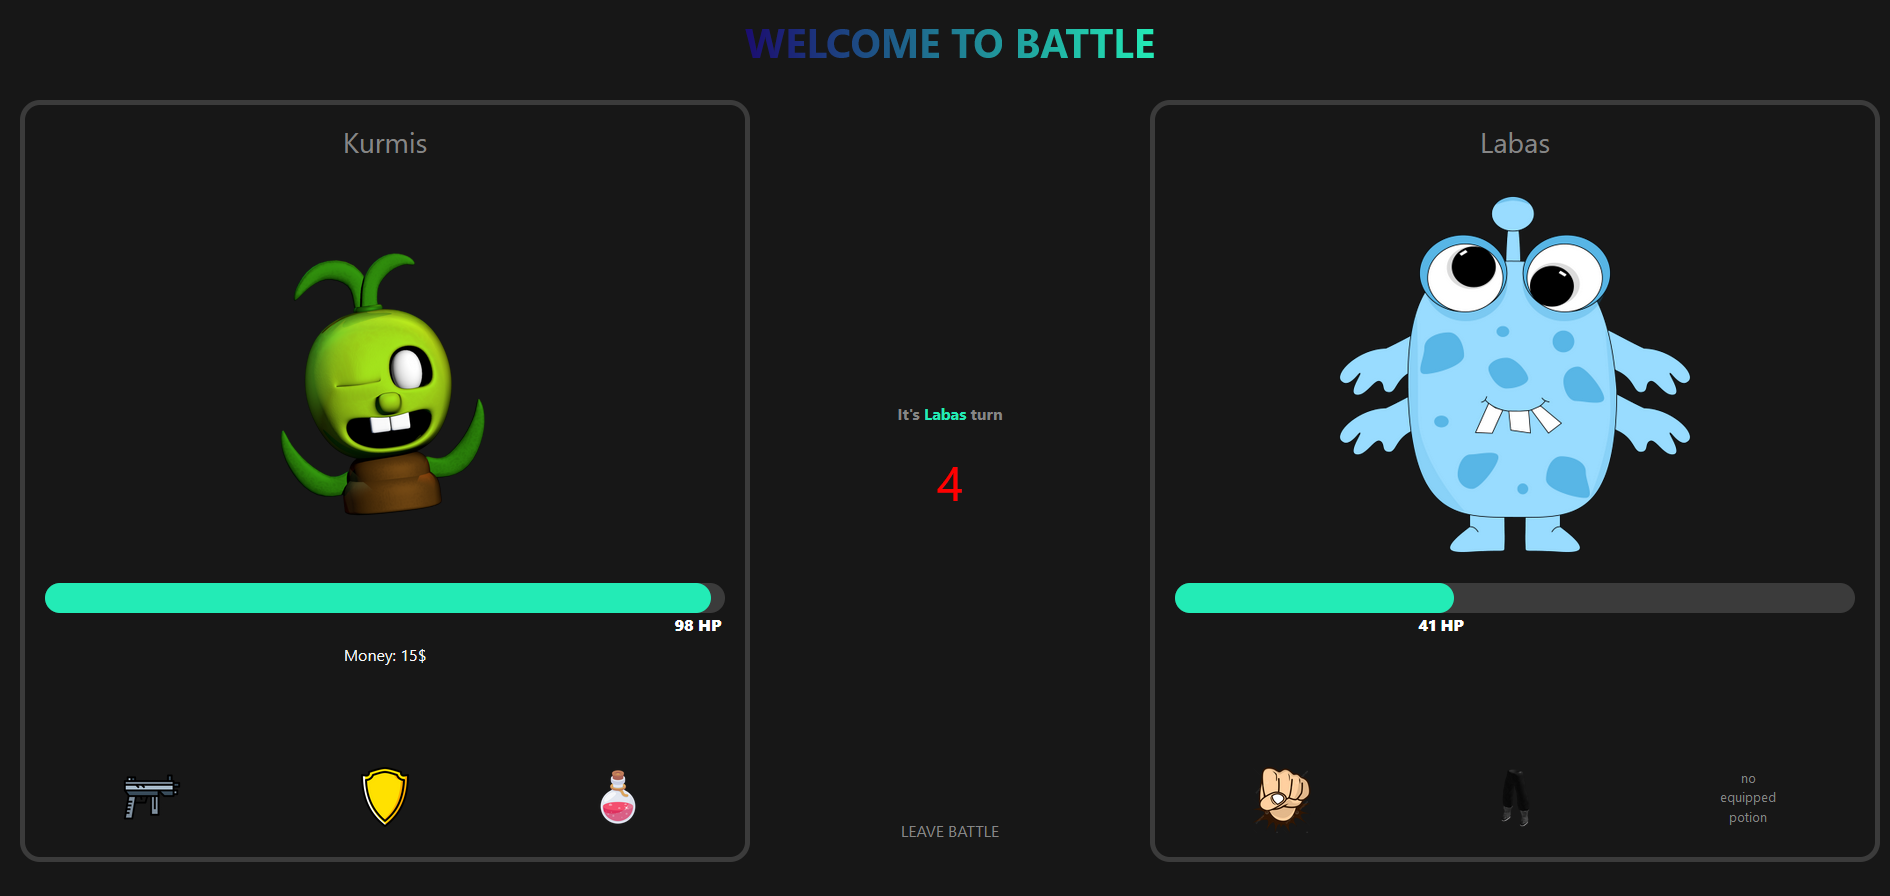 WELCOME TO BATTLE
Kurmis
98 HP
Money: 15$
It's Labas turn
4
LEAVE BATTLE
Labas
41 HP
no
equipped
potion